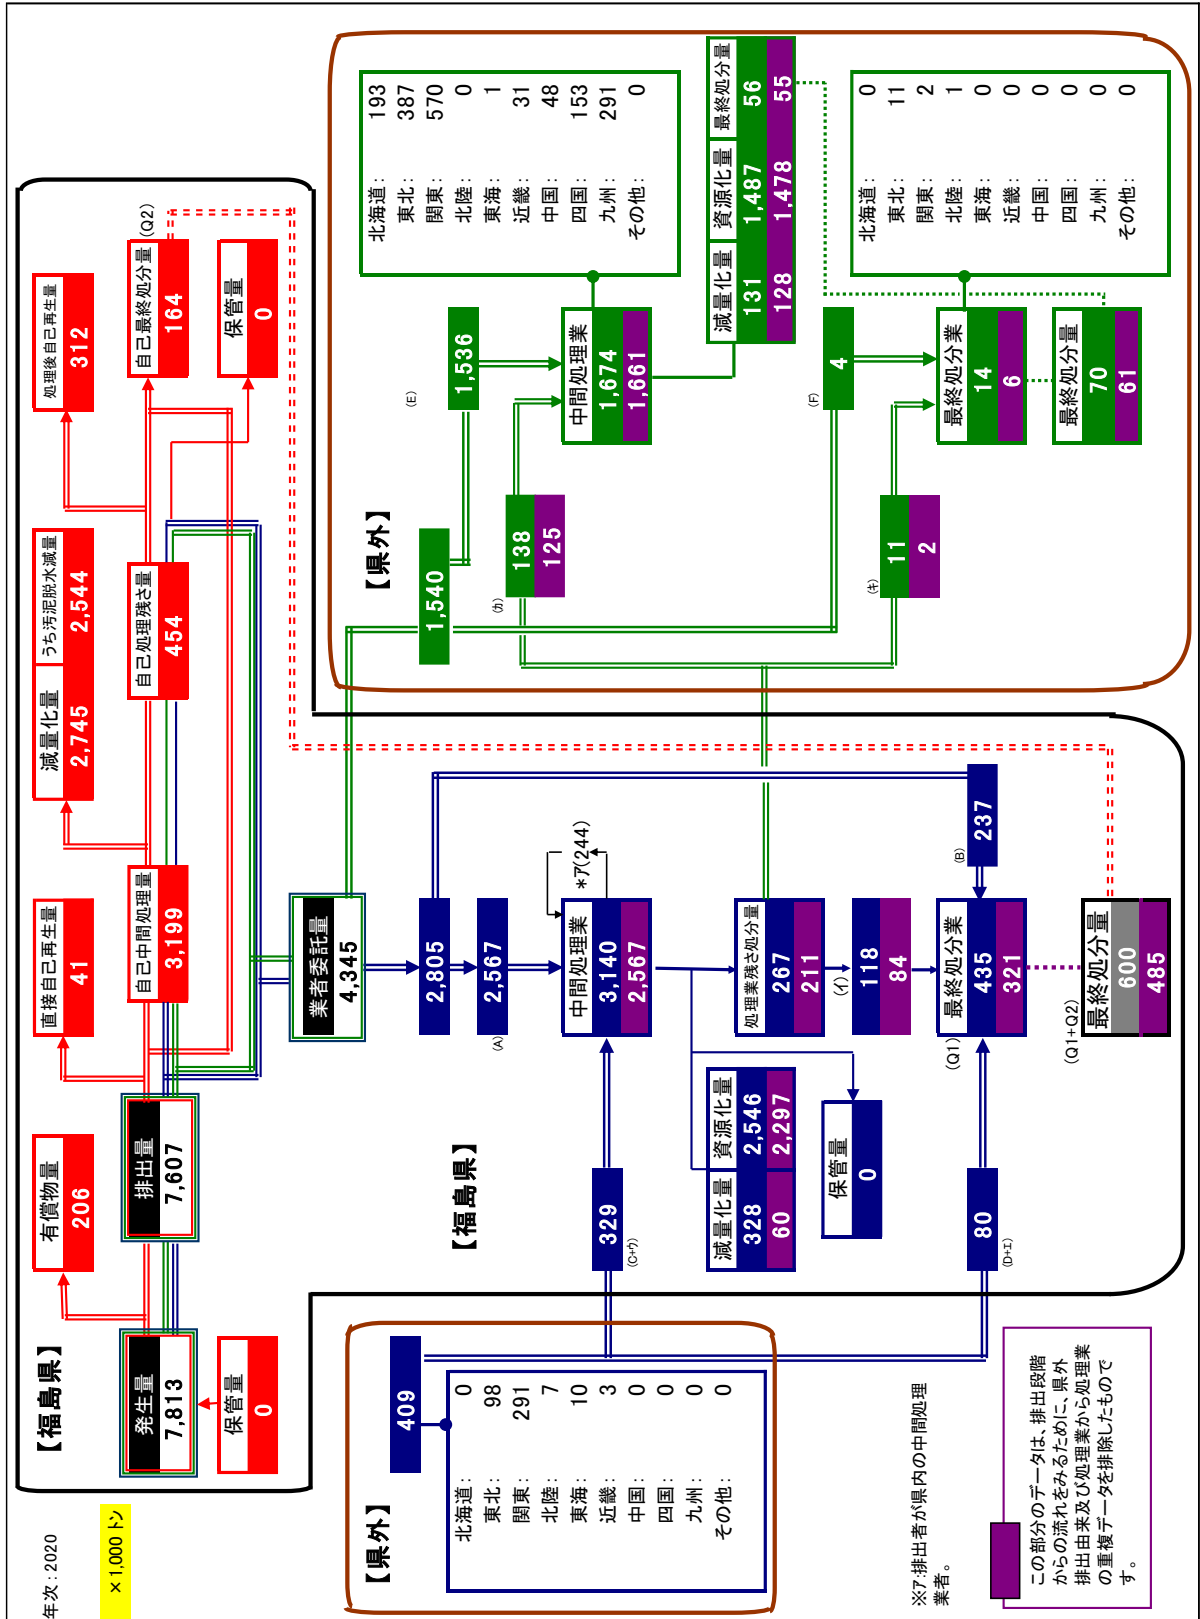 年次：2020
×1,000 トン
【福島県】
発生量
7,813
保管量
0
有償物量
206
排出量
7,607
直接自己再生量
41
自己中間処理量
3,199
減量化量
2,745
うち汚泥脱水減量
2,544
自己処理残さ量
454
処理後自己再生量
312
自己最終処分量
164
(Q2)
保管量
0
業者委託量
4,345
【県外】
409
北海道： 0
東北： 98
関東： 291
北陸： 7
東海： 10
近畿： 3
中国： 0
四国： 0
九州： 0
その他： 0
【福島県】
2,805
2,567
(A)
329
(C+ｳ)
中間処理業
3,140
2,567
*ｱ(244)
減量化量
328
60
資源化量
2,546
2,297
保管量
0
処理業残さ処分量
267
211
(ｲ)
118
84
237
(B)
80
(D+ｴ)
(Q1)
最終処分業
435
321
(Q1+Q2)
最終処分量
600
485
【県外】
1,540
1,536
(E)
138
125
(ｶ)
中間処理業
1,674
1,661
北海道： 193
東北： 387
関東： 570
北陸： 0
東海： 1
近畿： 31
中国： 48
四国： 153
九州： 291
その他： 0
減量化量
131
128
資源化量
1,487
1,478
最終処分量
56
55
4
(F)
11
2
(ｷ)
最終処分業
14
6
北海道： 0
東北： 11
関東： 2
北陸： 1
東海： 0
近畿： 0
中国： 0
四国： 0
九州： 0
その他： 0
最終処分量
70
61
※ｱ:排出者が県内の中間処理
業者。
この部分のデータは、排出段階
からの流れをみるために、県外
排出由来及び処理業から処理業
の重複データを排除したもので
す。